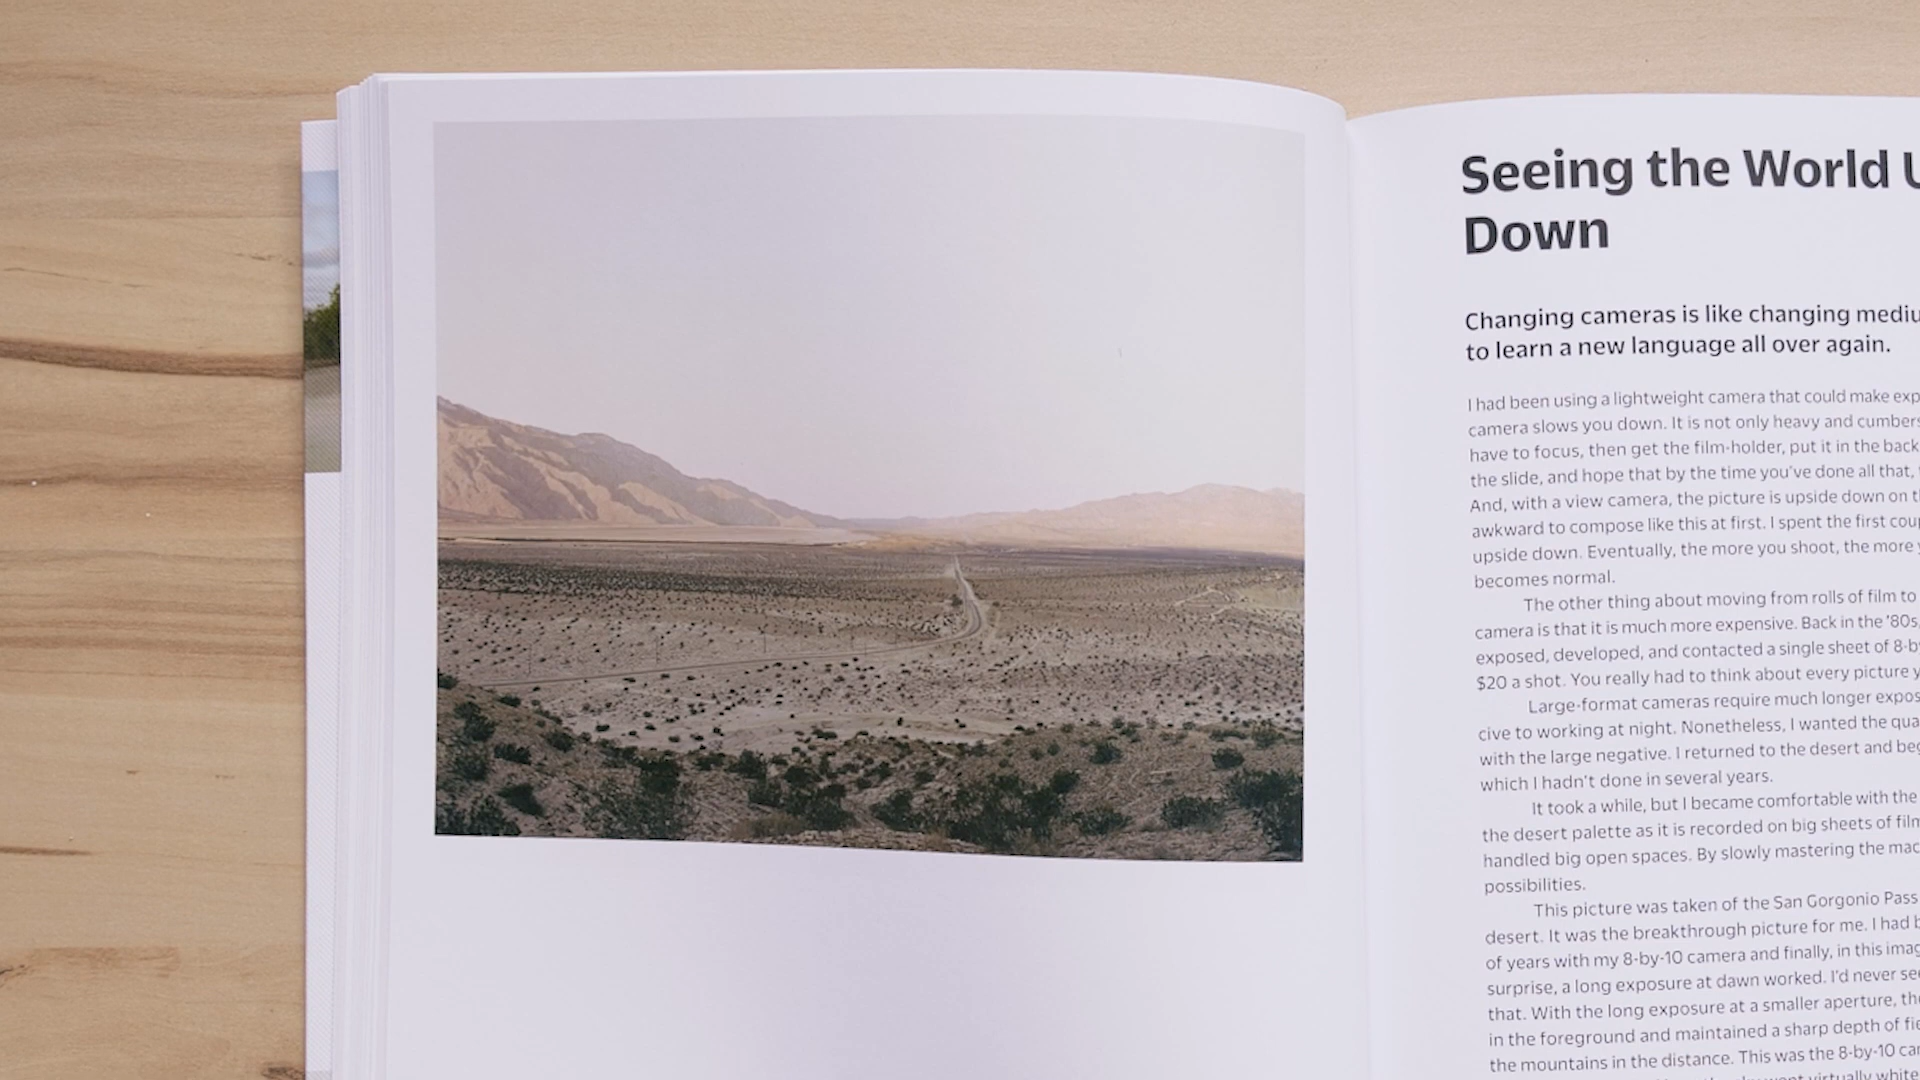 Seeing the World U
Down
Changing cameras is like changing mediu
to learn a new language all over again.
I had been using a lightweight camera that could make exp
camera slows you down. It is not only heavy and cumbers
have to focus, then get the film-holder, put it in the back
the slide, and hope that by the time you've done all that,
And, with a view camera, the picture is upside down on t
awkward to compose like this at first. I spent the first coup
upside down. Eventually, the more you shoot, the more y
becomes normal.
The other thing about moving from rolls of film to
camera is that it is much more expensive. Back in the '80s,
exposed, developed, and contacted a single sheet of 8-by
$20 a shot. You really had to think about every picture y
Large-format cameras require much longer expos
cive to working at night. Nonetheless, I wanted the qua
with the large negative. I returned to the desert and beg
which I hadn't done in several years.
It took a while, but I became comfortable with the
the desert palette as it is recorded on big sheets of film
handled big open spaces. By slowly mastering the mac
possibilities.
This picture was taken of the San Gorgonio Pass
desert. It was the breakthrough picture for me. I had b
of years with my 8-by-10 camera and finally, in this imag
surprise, a long exposure at dawn worked. I'd never see
that. With the long exposure at a smaller aperture, the
in the foreground and maintained a sharp depth of fie
the mountains in the distance. This was the 8-by-10 car
went virtually white